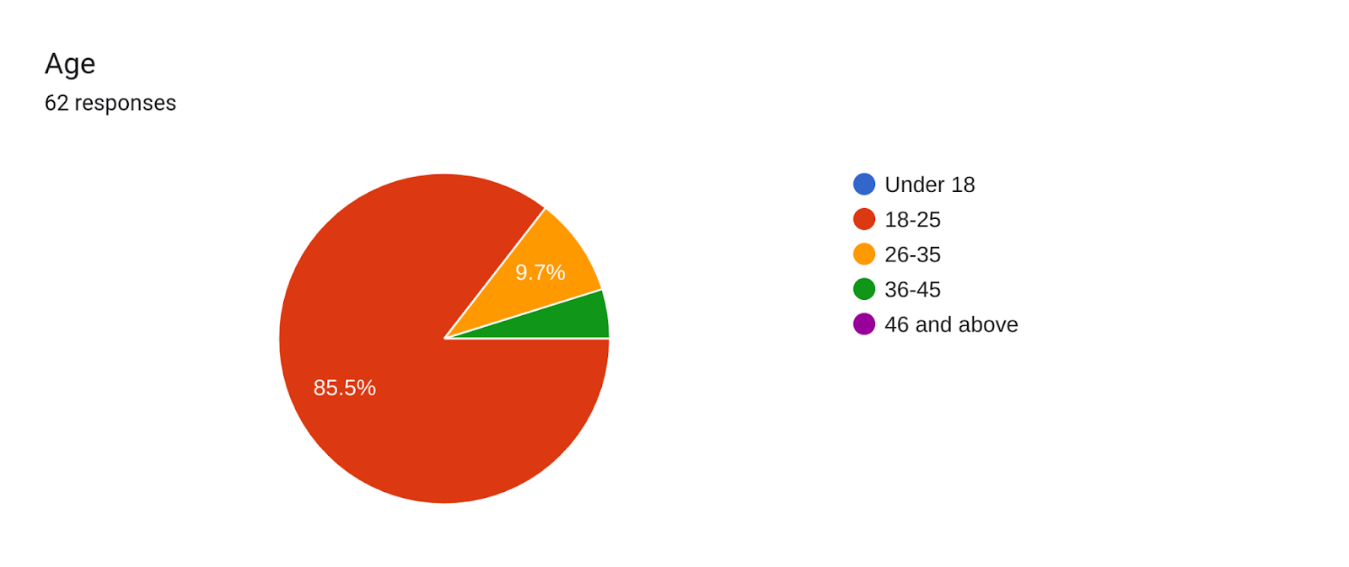 Age
62 responses
9.7%
85.5%
Under 18
18-25
26-35
36-45
46 and above